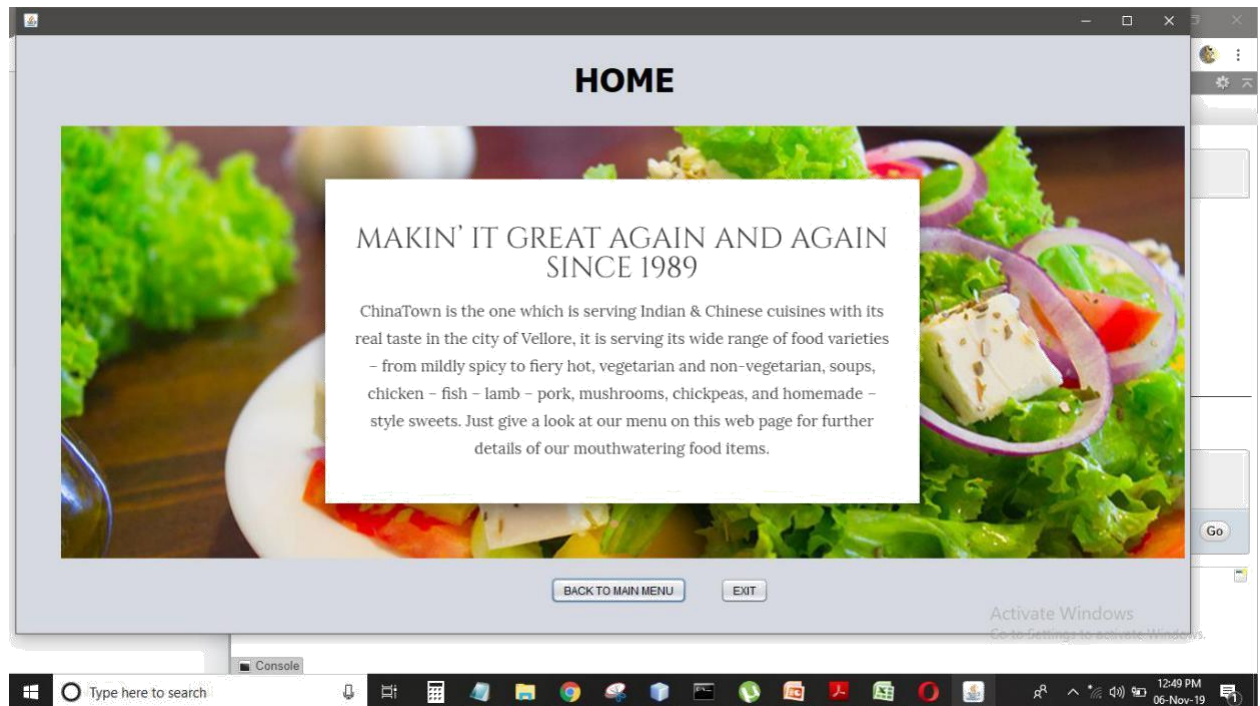 HOME
MAKIN’ IT GREAT AGAIN AND AGAIN
SINCE 1989
ChinaTown is the one which is serving Indian & Chinese cuisines with its
real taste in the city of Vellore, it is serving its wide range of food varieties
– from mildly spicy to fiery hot, vegetarian and non-vegetarian, soups,
chicken – fish – lamb – pork, mushrooms, chickpeas, and homemade –
style sweets. Just give a look at our menu on this web page for further
details of our mouthwatering food items.
Go
BACK TO MAIN MENU EXIT
Activate Windows
Go to Settings to activate Windows.
Console
Type here to search
12:49 PM
06-Nov-19
1